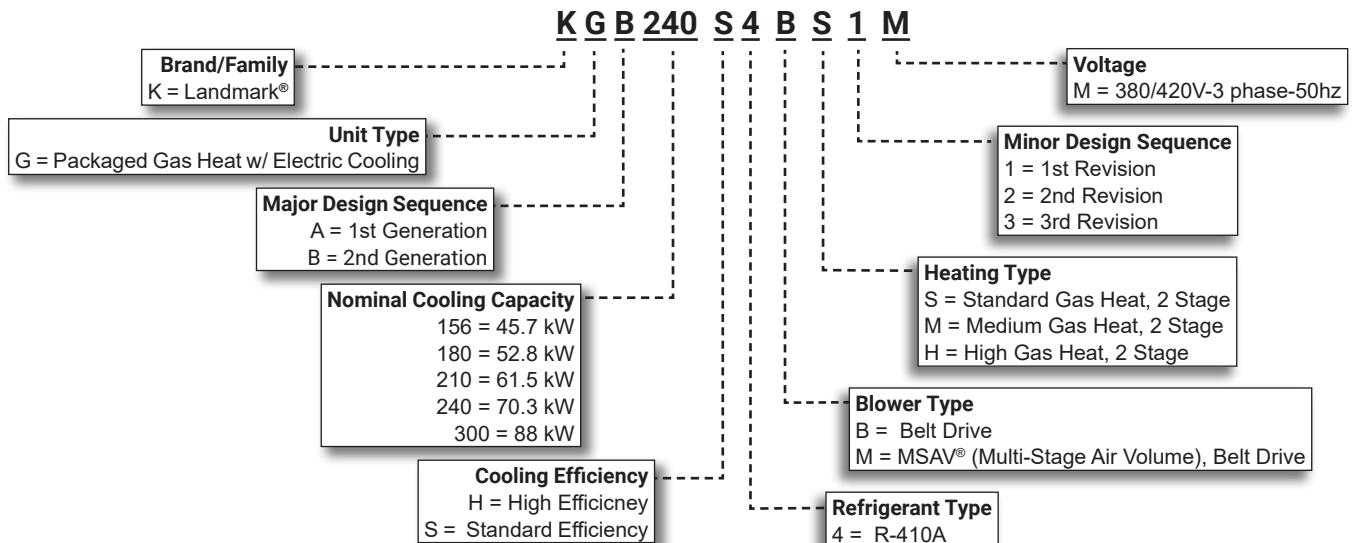 K G B 240 S 4 B S 1 M
Brand/Family
K = Landmark®
Unit Type
G = Packaged Gas Heat w/ Electric Cooling
Major Design Sequence
A = 1st Generation
B = 2nd Generation
Nominal Cooling Capacity
156 = 45.7 kW
180 = 52.8 kW
210 = 61.5 kW
240 = 70.3 kW
300 = 88 kW
Cooling Efficiency
H = High Efficicney
S = Standard Efficiency
Voltage
M = 380/420V-3 phase-50hz
Minor Design Sequence
1 = 1st Revision
2 = 2nd Revision
3 = 3rd Revision
Heating Type
S = Standard Gas Heat, 2 Stage
M = Medium Gas Heat, 2 Stage
H = High Gas Heat, 2 Stage
Blower Type
B = Belt Drive
M = MSAV® (Multi-Stage Air Volume), Belt Drive
Refrigerant Type
4 = R-410A